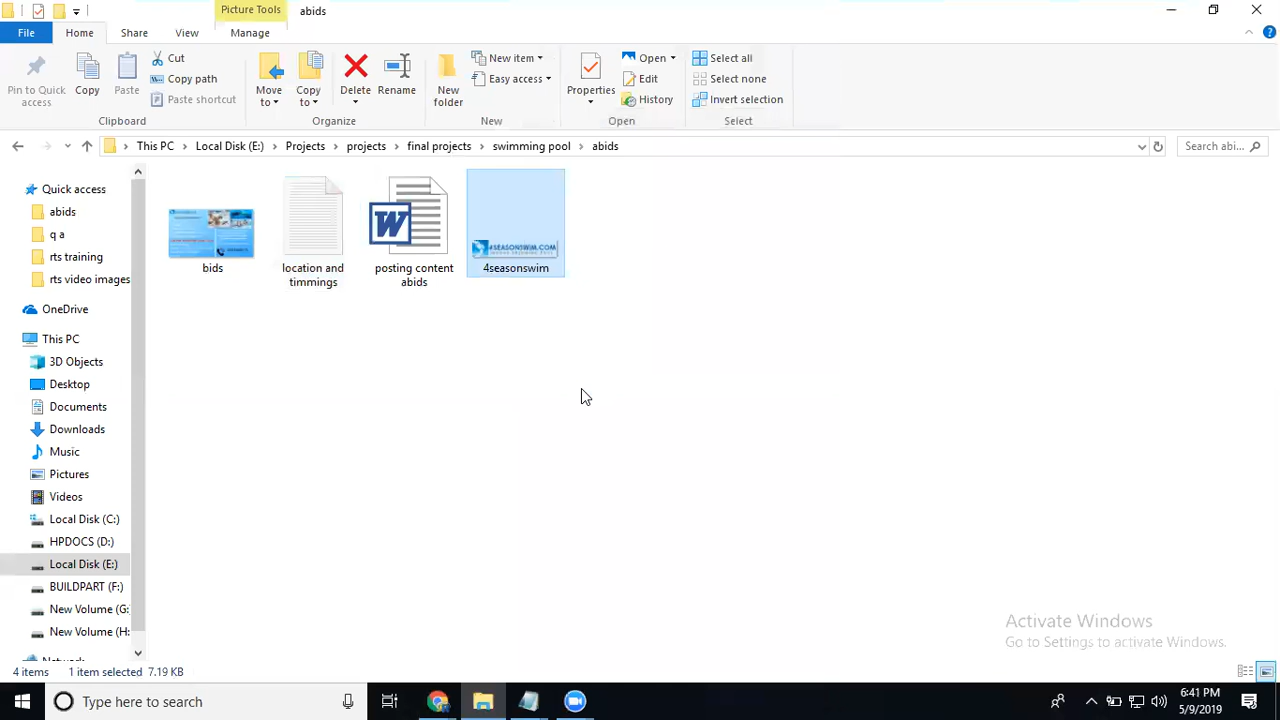 Picture Tools
abids
File
Home
Share
View
Manage
Pin to Quick access
Copy
Paste
Cut
Copy path
Paste shortcut
Move to
Copy to
Delete
Rename
New folder
New item
Easy access
Properties
Open
Edit
History
Select all
Select none
Invert selection
Clipboard
Organize
New
Open
Select
This PC > Local Disk (E:) > Projects > projects > final projects > swimming pool > abids
Search abi...
Quick access
abids
q a
rts training
rts video images
OneDrive
This PC
3D Objects
Desktop
Documents
Downloads
Music
Pictures
Videos
Local Disk (C:)
HPDOCS (D:)
Local Disk (E:)
BUILDPART (F:)
New Volume (G:
New Volume (H:
4SEASONSWIM.COM
bids
location and timmings
posting content abids
4seasonswim
Activate Windows
Go to Settings to activate Windows.
4 items
1 item selected 7.19 KB
Type here to search
6:41 PM
5/9/2019